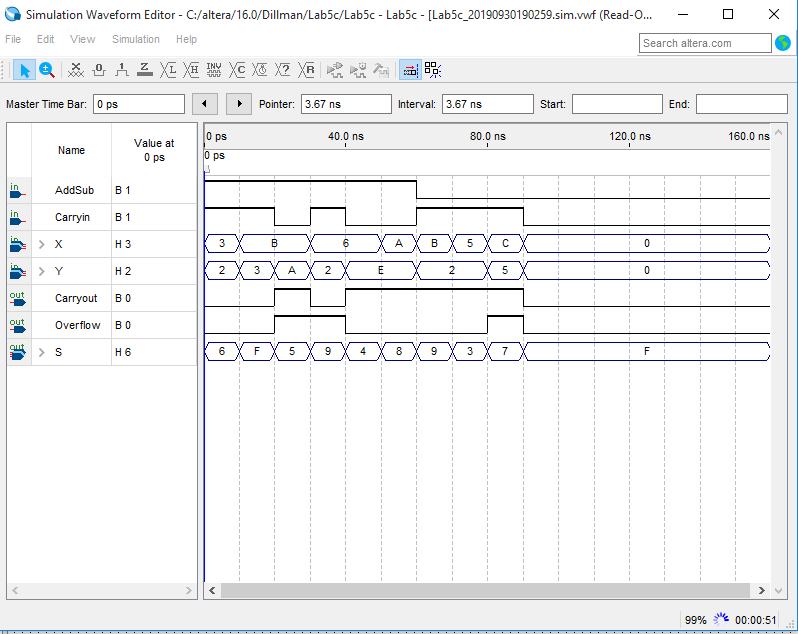 Simulation Waveform Editor - C:/altera/16.0/Dillman/Lab5c/Lab5c - Lab5c - [Lab5c_20190930190259.sim.vwf (Read-O...
File Edit View Simulation Help
Search altera.com
Master Time Bar: 0 ps Pointer: 3.67 ns Interval: 3.67 ns Start: End:
Name Value at
0 ps
0 ps 40.0 ns 80.0 ns 120.0 ns 160.0 ns
0 ps
in AddSub B 1
in Carryin B 1
in X H 3 3 B 6 A B 5 C 0
in Y H 2 2 3 A 2 E 2 5 0
out Carryout B 0
out Overflow B 0
out S H 6 6 F 5 9 4 8 9 3 7 F
99% 00:00:51